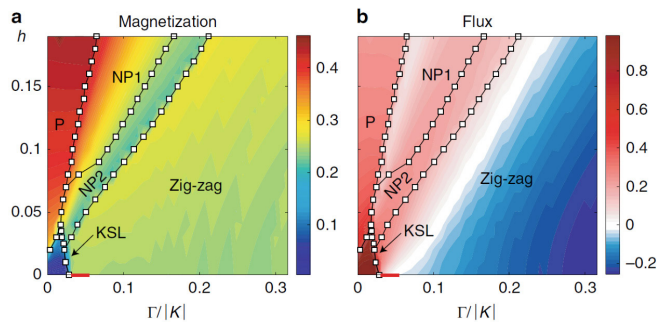 a Magnetization
h
0.15
0.1
0.05
0
0 0.1 0.2 0.3
Γ/|K|
P
NP1
NP2
Zig-zag
KSL
0.4
0.3
0.2
0.1
b Flux
P
NP1
NP2
Zig-zag
KSL
0 0.1 0.2 0.3
Γ/|K|
0.8
0.6
0.4
0.2
0
−0.2